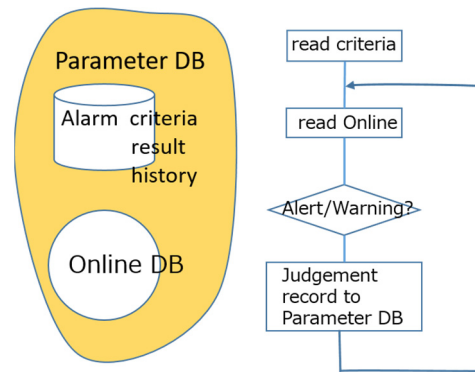 Parameter DB
Alarm criteria
result
history
Online DB
read criteria
read Online
Alert/Warning?
Judgement
record to
Parameter DB